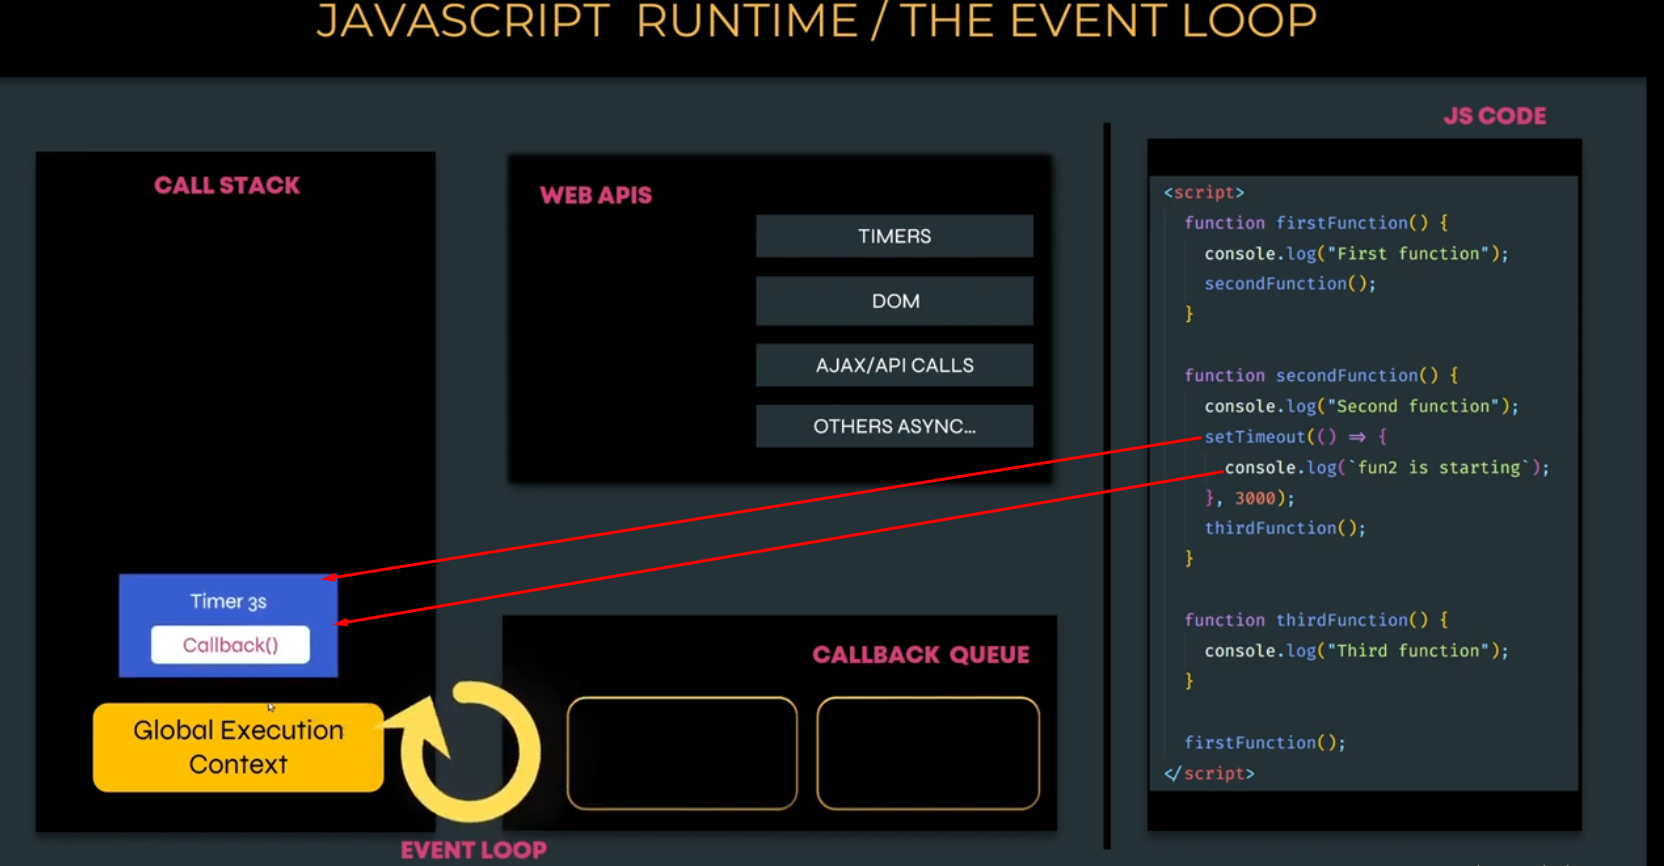 JAVASCRIPT RUNTIME / THE EVENT LOOP
CALL STACK
Timer 3s
Callback()
Global Execution
Context
EVENT LOOP
WEB APIS
TIMERS
DOM
AJAX/API CALLS
OTHERS ASYNC...
CALLBACK QUEUE
JS CODE
<script>
function firstFunction() {
console.log("First function");
secondFunction();
}
function secondFunction() {
console.log("Second function");
setTimeout(() => {
console.log(`fun2 is starting`);
}, 3000);
thirdFunction();
}
function thirdFunction() {
console.log("Third function");
}
firstFunction();
</script>